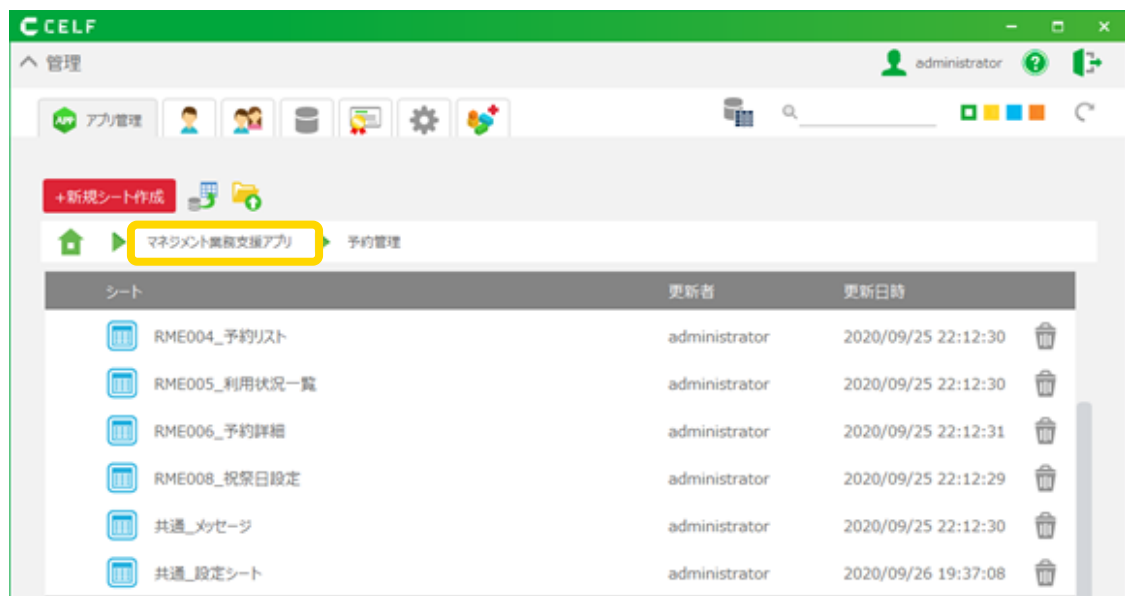 CELF
管理
administrator
アプリ管理
+新規シート作成
マネジメント業務支援アプリ 予約管理
シート 更新者 更新日時
RME004_予約リスト administrator 2020/09/25 22:12:30
RME005_利用状況一覧 administrator 2020/09/25 22:12:30
RME006_予約詳細 administrator 2020/09/25 22:12:31
RME008_祝祭日設定 administrator 2020/09/25 22:12:29
共通_メッセージ administrator 2020/09/25 22:12:30
共通_設定シート administrator 2020/09/26 19:37:08